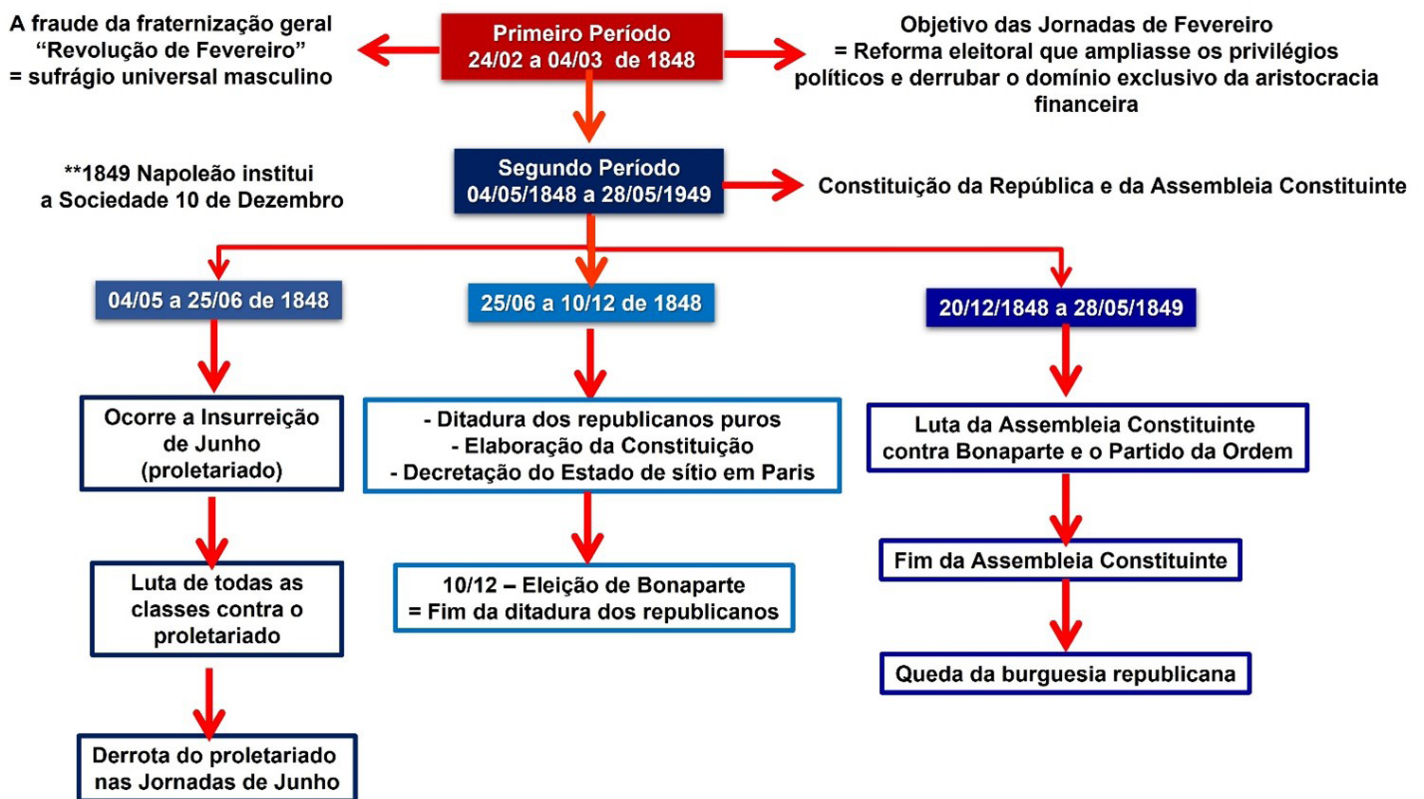 A fraude da fraternização geral
“Revolução de Fevereiro”
= sufrágio universal masculino
Primeiro Período
24/02 a 04/03  de 1848
Objetivo das Jornadas de Fevereiro
= Reforma eleitoral que ampliasse os privilégios
políticos e derrubar o domínio exclusivo da aristocracia
financeira
**1849 Napoleão institui
a Sociedade 10 de Dezembro
Segundo Período
04/05/1848 a 28/05/1949
Constituição da República e da Assembleia Constituinte
04/05 a 25/06 de 1848
25/06 a 10/12 de 1848
20/12/1848 a 28/05/1849
Ocorre a Insurreição
de Junho
(proletariado)
- Ditadura dos republicanos puros
- Elaboração da Constituição
- Decretação do Estado de sítio em Paris
Luta da Assembleia Constituinte
contra Bonaparte e o Partido da Ordem
Luta de todas as
classes contra o
proletariado
10/12 – Eleição de Bonaparte
= Fim da ditadura dos republicanos
Fim da Assembleia Constituinte
Queda da burguesia republicana
Derrota do proletariado
nas Jornadas de Junho